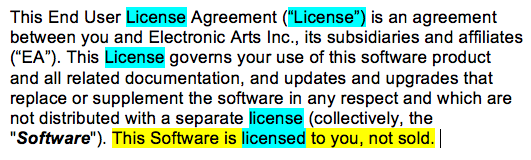 This End User License Agreement (“License”) is an agreement
between you and Electronic Arts Inc., its subsidiaries and affiliates
(“EA”). This License governs your use of this software product
and all related documentation, and updates and upgrades that
replace or supplement the software in any respect and which are
not distributed with a separate license (collectively, the
"Software"). This Software is licensed to you, not sold.